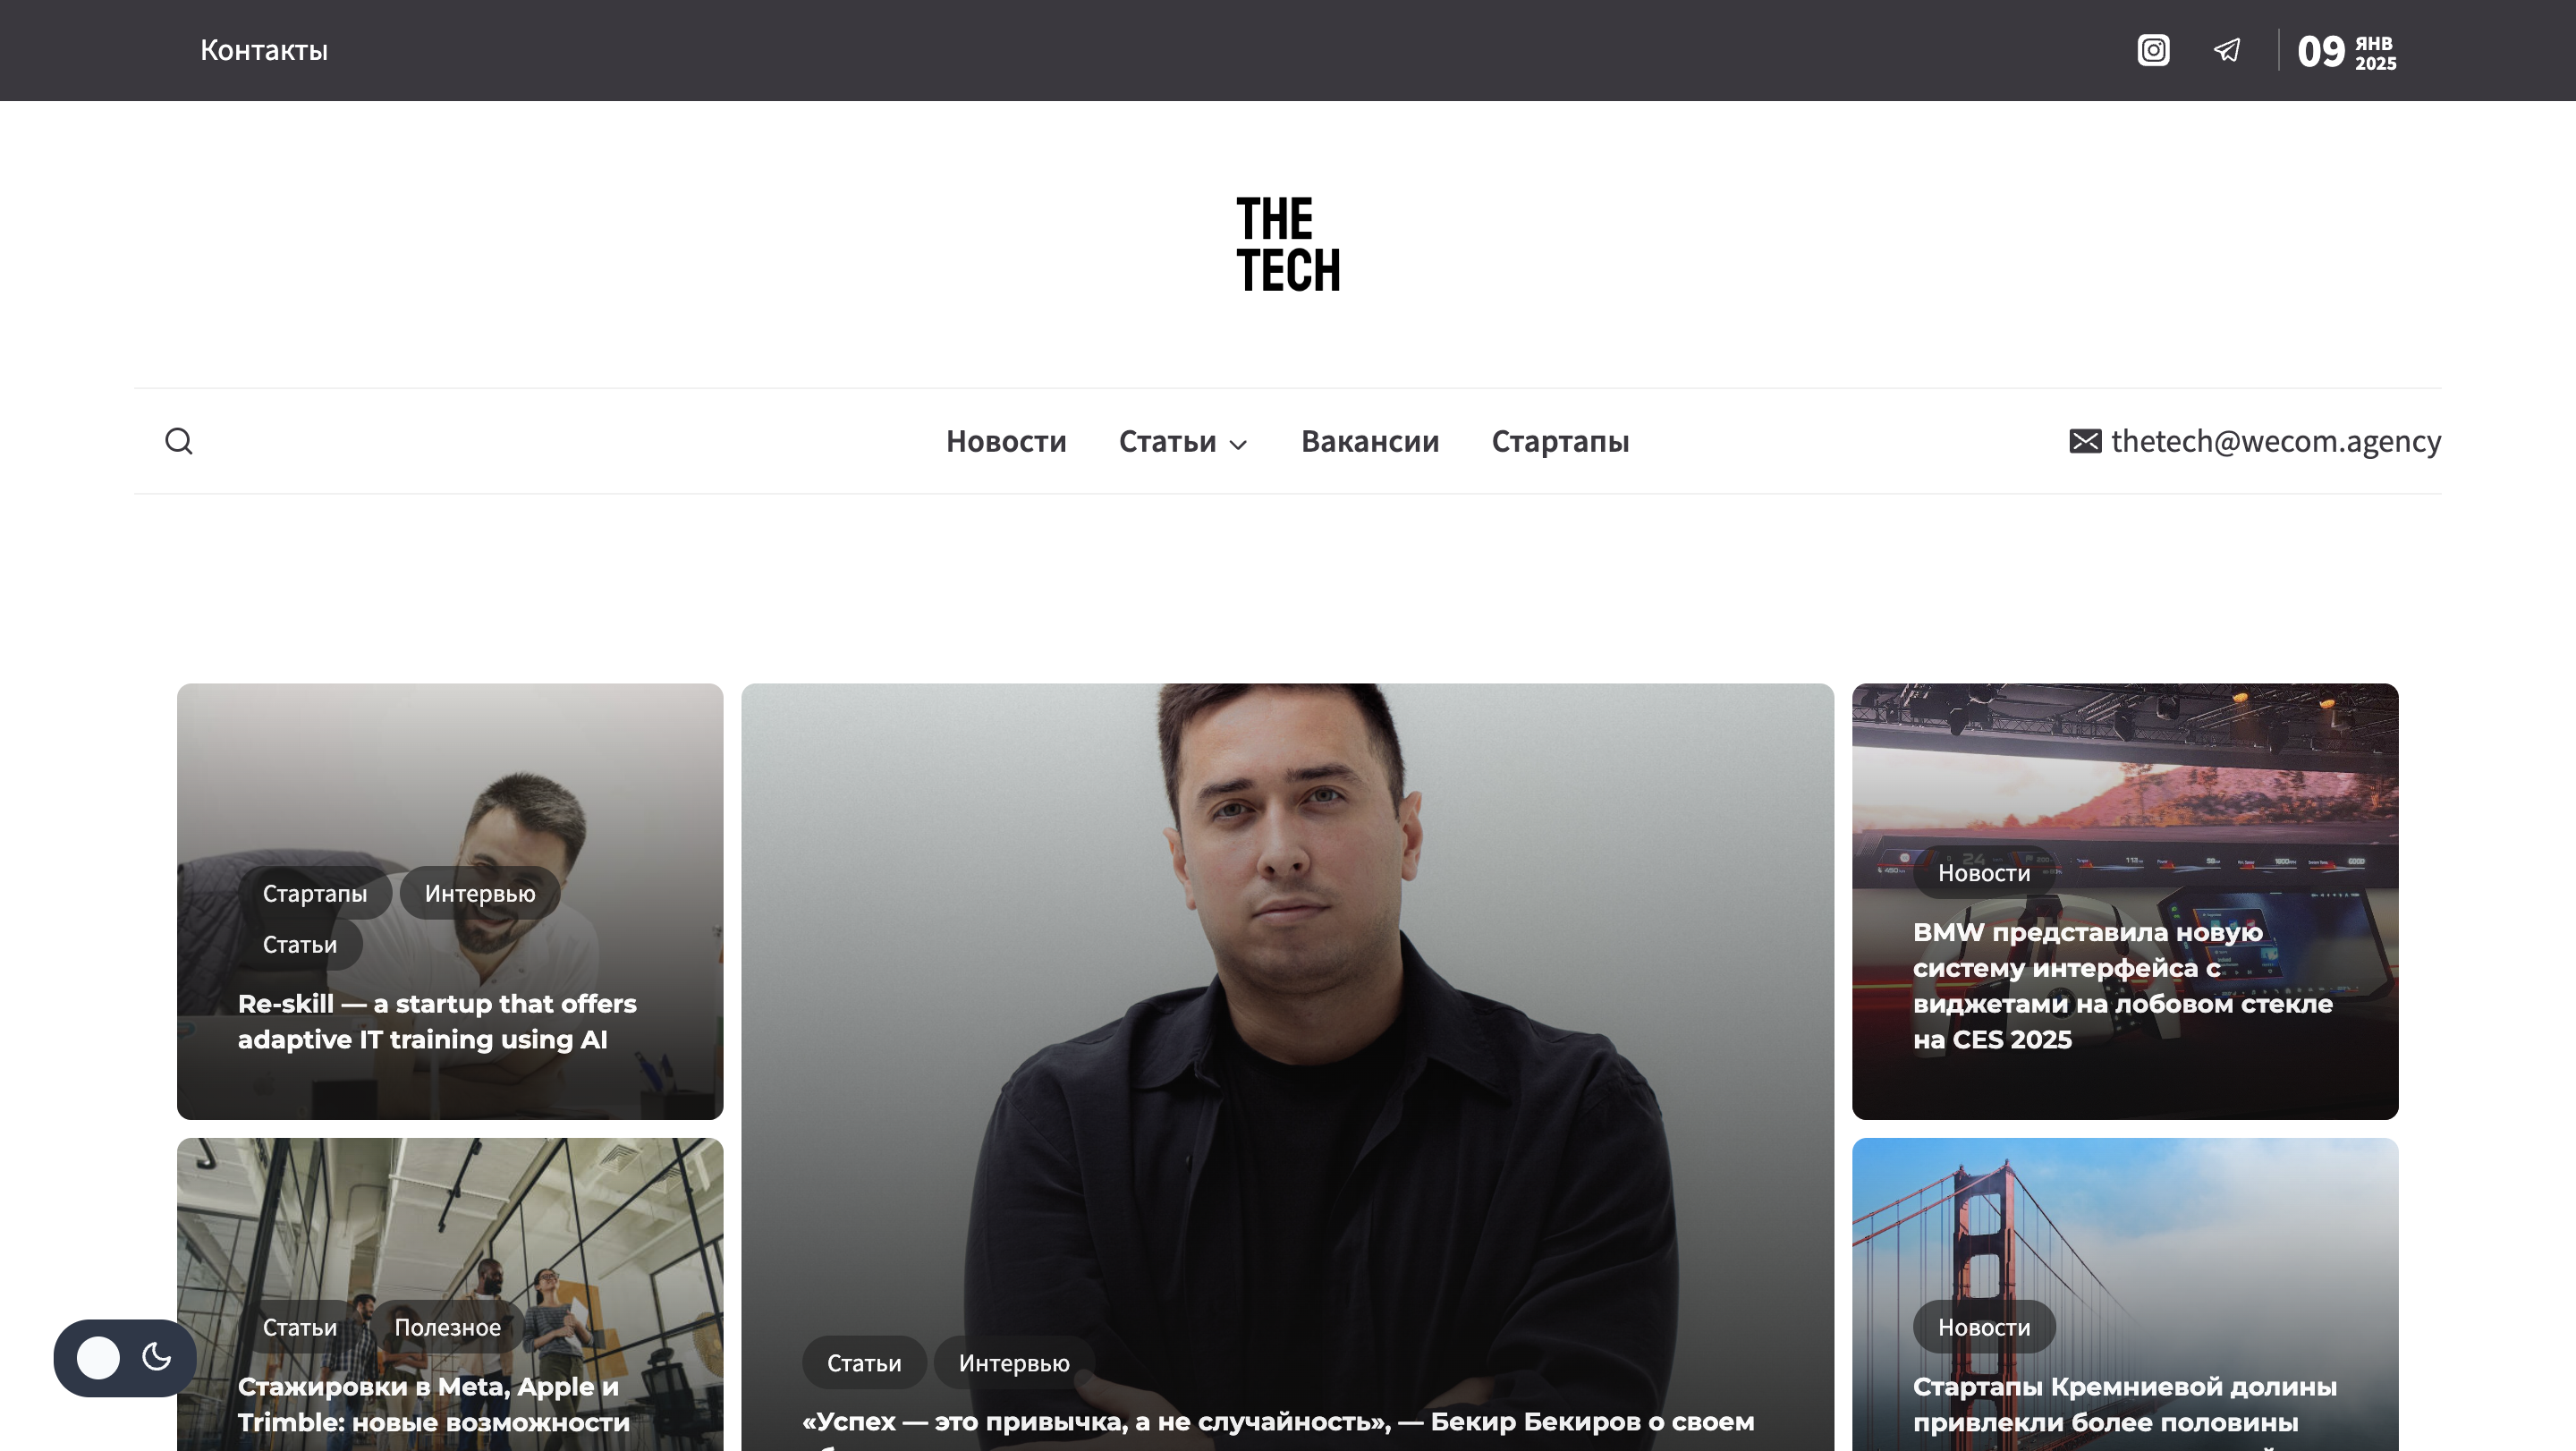 Контакты
09 ЯНВ 2025
THE
TECH
Новости
Статьи
Вакансии
Стартапы
thetech@wecom.agency
Стартапы
Интервью
Статьи
Re-skill — a startup that offers
adaptive IT training using AI
Статьи
Полезное
Стажировки в Meta, Apple и
Trimble: новые возможности
Статьи
Интервью
«Успех — это привычка, а не случайность», — Бекир Бекиров о своем
Новости
BMW представила новую
систему интерфейса с
виджетами на лобовом стекле
на CES 2025
Новости
Стартапы Кремниевой долины
привлекли более половины